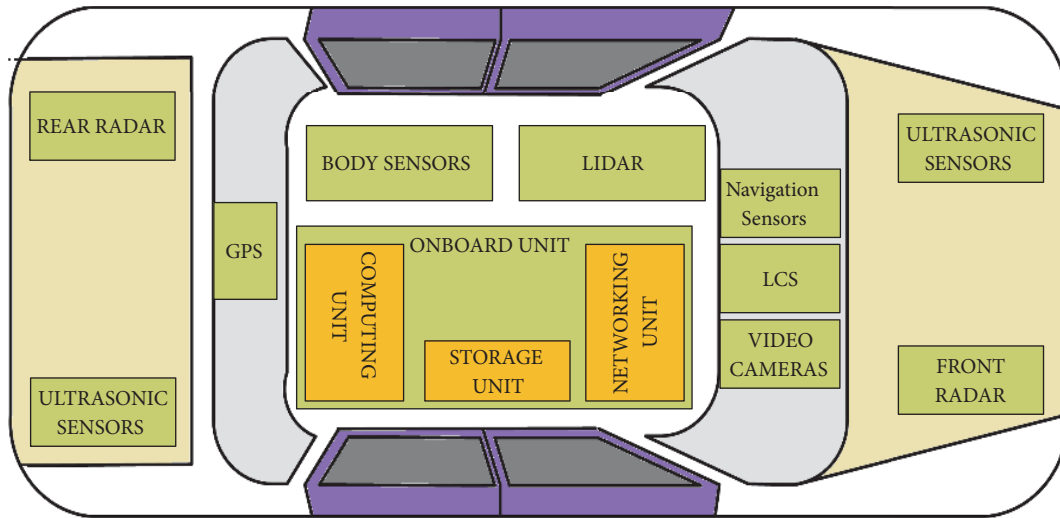 REAR RADAR
ULTRASONIC
SENSORS
GPS
BODY SENSORS
LIDAR
ONBOARD UNIT
COMPUTING
UNIT
STORAGE
UNIT
NETWORKING
UNIT
Navigation
Sensors
LCS
VIDEO
CAMERAS
ULTRASONIC
SENSORS
FRONT
RADAR